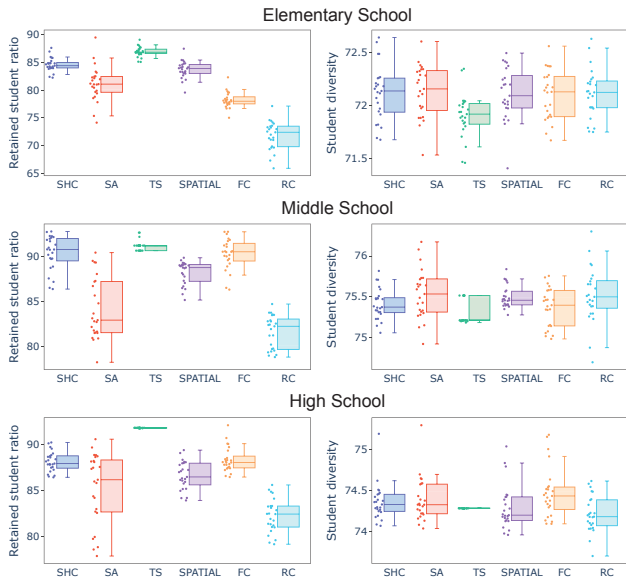 Elementary School
Retained student ratio
90
85
80
75
70
65
SHC SA TS SPATIAL FC RC
Student diversity
72.5
72
71.5
SHC SA TS SPATIAL FC RC
Middle School
Retained student ratio
90
85
80
SHC SA TS SPATIAL FC RC
Student diversity
76
75.5
75
SHC SA TS SPATIAL FC RC
High School
Retained student ratio
90
85
80
SHC SA TS SPATIAL FC RC
Student diversity
75
74.5
74
SHC SA TS SPATIAL FC RC